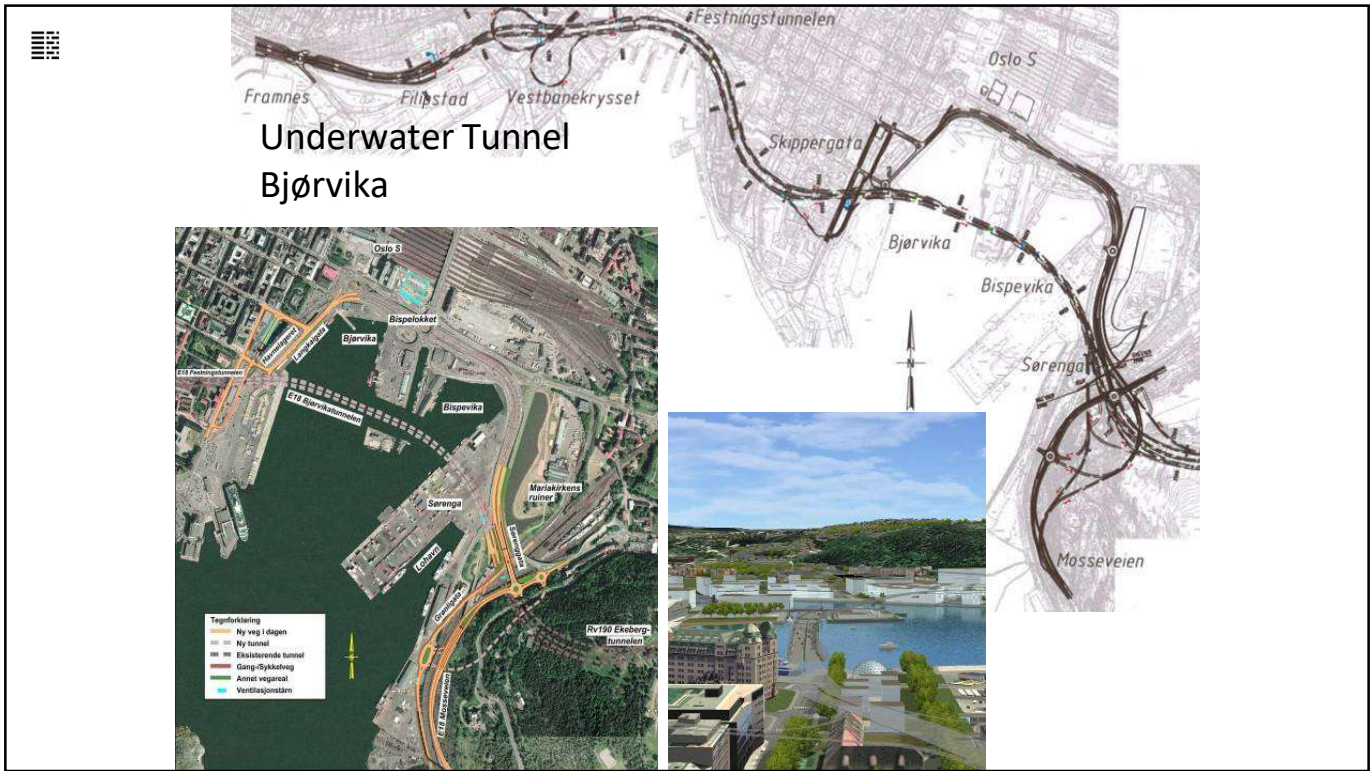 Festningstunnelen
Oslo S
Framnes
Filipstad
Vestbanekrysset
Underwater Tunnel
Bjørvika
Skippergata
Bjørvika
Bispevika
N
Sørenga
Mosseveien
Oslo S
Bispelokket
Bjørvika
Havnelageret
Langkaigata
E18 Festningstunnelen
E18 Bjørvikatunnelen
Bispevika
Mariakirkens
ruiner
Sørenga
Sørenggata
Lohavn
Grønligata
Rv190 Ekeberg-
tunnelen
E18 Mosseveien
Tegnforklaring
Ny veg i dagen
Ny tunnel
Eksisterende tunnel
Gang-/Sykkelveg
Annet vegareal
Ventilasjonstårn